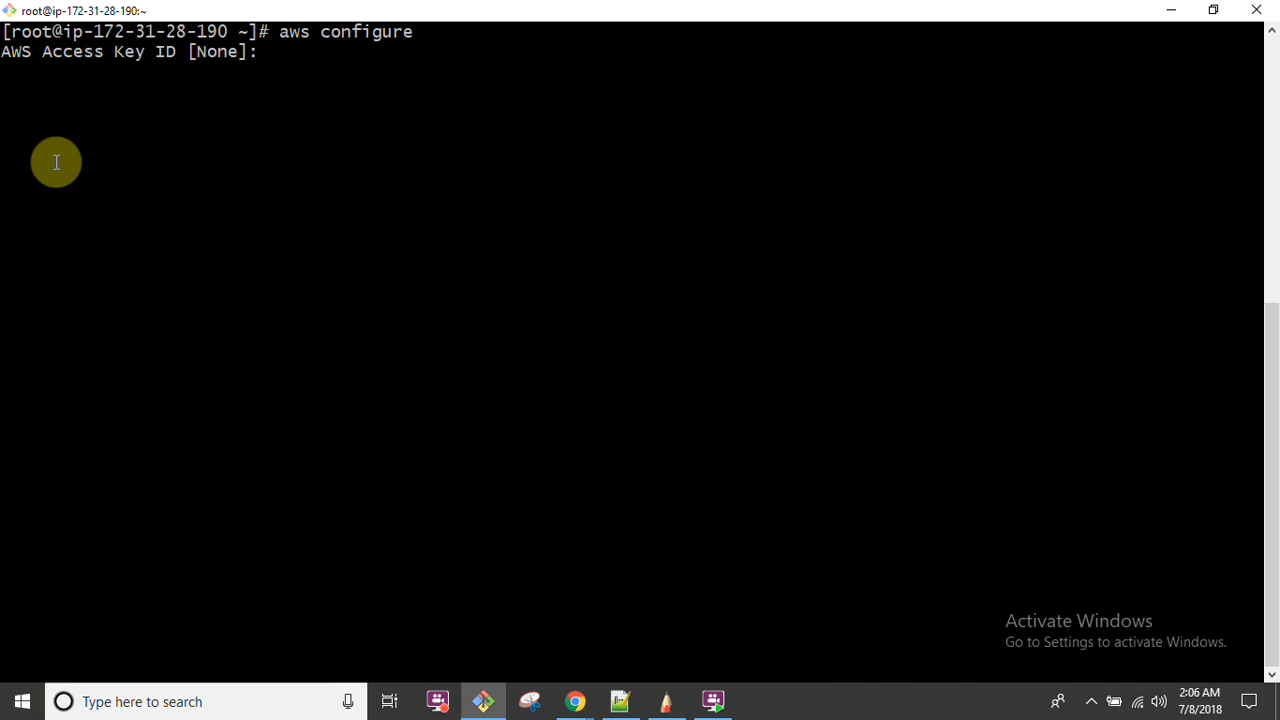 root@ip-172-31-28-190:~
[root@ip-172-31-28-190 ~]# aws configure
AWS Access Key ID [None]:
Activate Windows
Go to Settings to activate Windows.
Type here to search
2:06 AM
7/8/2018